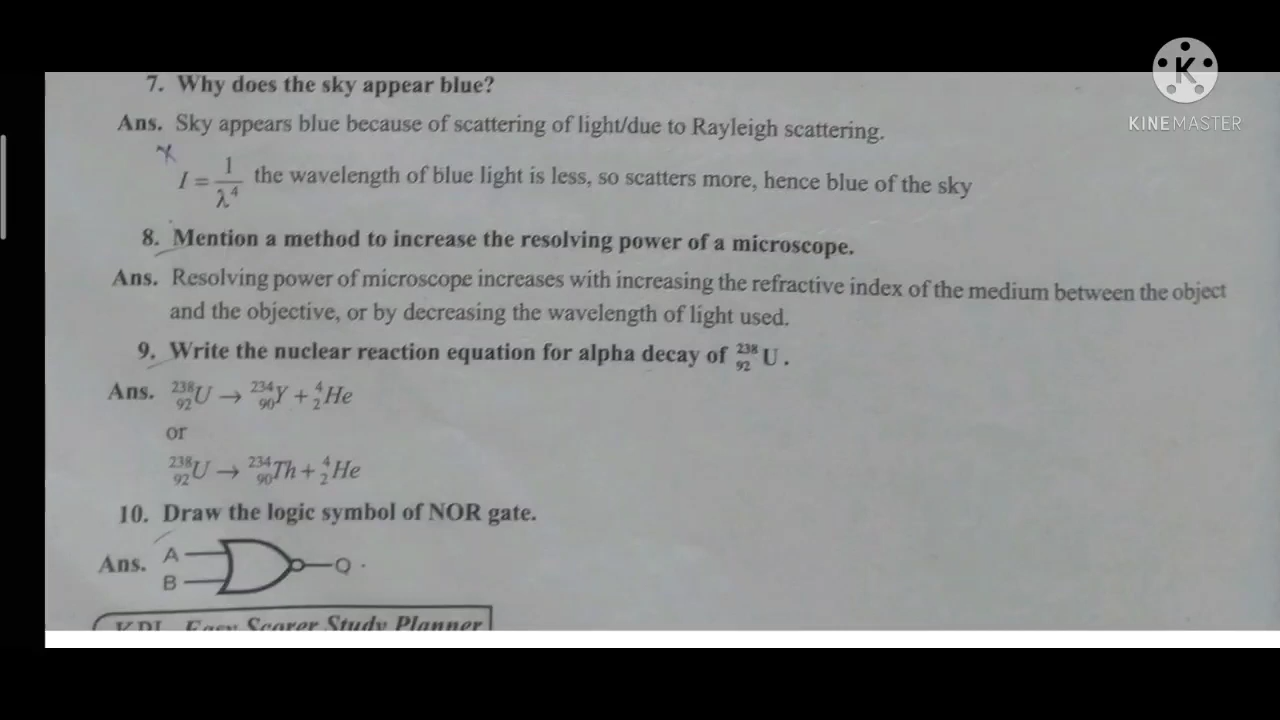 K
KINEMASTER
7. Why does the sky appear blue?
Ans. Sky appears blue because of scattering of light/due to Rayleigh scattering.
I = 1/λ⁴ the wavelength of blue light is less, so scatters more, hence blue of the sky
8. Mention a method to increase the resolving power of a microscope.
Ans. Resolving power of microscope increases with increasing the refractive index of the medium between the object
and the objective, or by decreasing the wavelength of light used.
9. Write the nuclear reaction equation for alpha decay of ²³⁸₉₂U.
Ans. ²³⁸₉₂U → ²³⁴₉₀Y + ⁴₂He
or
²³⁸₉₂U → ²³⁴₉₀Th + ⁴₂He
10. Draw the logic symbol of NOR gate.
Ans. A
B
Q
Easy Scorer Study Planner